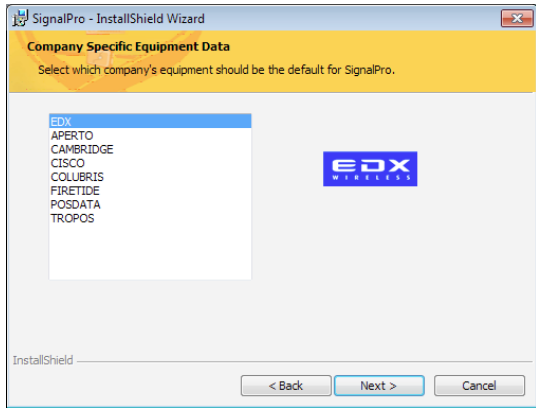 SignalPro - InstallShield Wizard
Company Specific Equipment Data
Select which company's equipment should be the default for SignalPro.
EDX
APERTO
CAMBRIDGE
CISCO
COLUBRIS
FIRETIDE
POSDATA
TROPOS
EDX
WIRELESS
InstallShield
< Back
Next >
Cancel